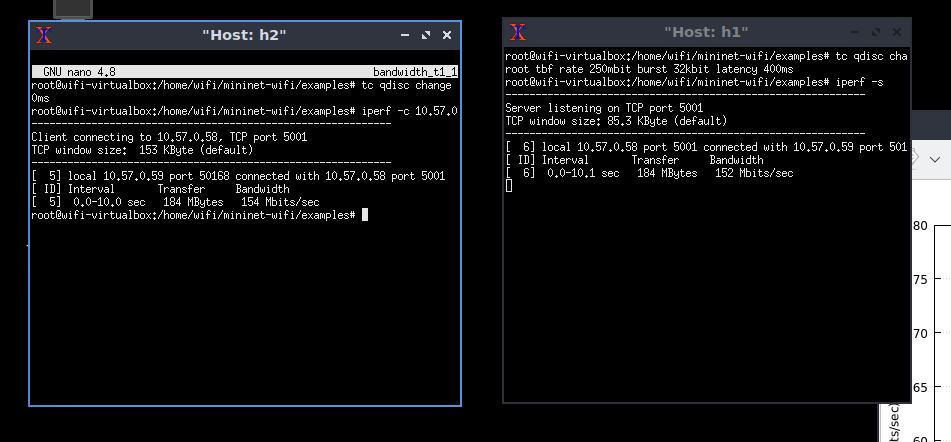 "Host: h2"
GNU nano 4.8 bandwidth_t1_1
root@wifi-virtualbox:/home/wifi/mininet-wifi/examples# tc qdisc change
0ms
root@wifi-virtualbox:/home/wifi/mininet-wifi/examples# iperf -c 10.57.0
------------------------------------------------------------
Client connecting to 10.57.0.58, TCP port 5001
TCP window size:  153 KByte (default)
------------------------------------------------------------
[  5] local 10.57.0.59 port 50168 connected with 10.57.0.58 port 5001
[ ID] Interval       Transfer     Bandwidth
[  5]  0.0-10.0 sec   184 MBytes   154 Mbits/sec
root@wifi-virtualbox:/home/wifi/mininet-wifi/examples#
"Host: h1"
root@wifi-virtualbox:/home/wifi/mininet-wifi/examples# tc qdisc cha
root tbf rate 250mbit burst 32kbit latency 400ms
root@wifi-virtualbox:/home/wifi/mininet-wifi/examples# iperf -s
------------------------------------------------------------
Server listening on TCP port 5001
TCP window size: 85.3 KByte (default)
------------------------------------------------------------
[  6] local 10.57.0.58 port 5001 connected with 10.57.0.59 port 501
[ ID] Interval       Transfer     Bandwidth
[  6]  0.0-10.1 sec   184 MBytes   152 Mbits/sec
80
75
70
65
60
ts/sec)